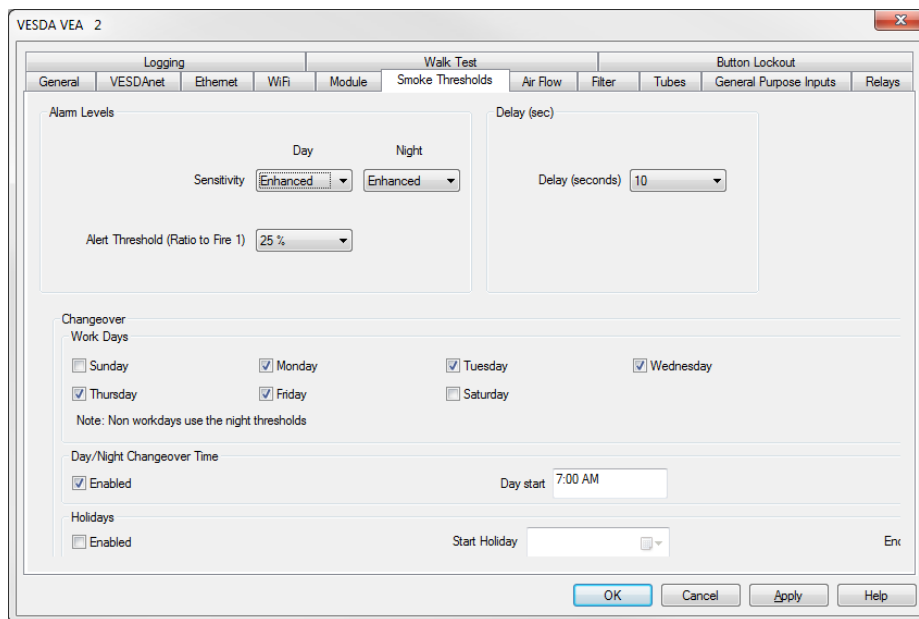 VESDA VEA 2
Logging Walk Test Button Lockout
General VESDAnet Ethernet WiFi Module Smoke Thresholds Air Flow Filter Tubes General Purpose Inputs Relays
Alarm Levels
Day Night
Sensitivity Enhanced Enhanced
Alert Threshold (Ratio to Fire 1) 25 %
Delay (sec)
Delay (seconds) 10
Changeover
Work Days
Sunday Monday Tuesday Wednesday
Thursday Friday Saturday
Note: Non workdays use the night thresholds
Day/Night Changeover Time
Enabled Day start 7:00 AM
Holidays
Enabled Start Holiday
OK Cancel Apply Help